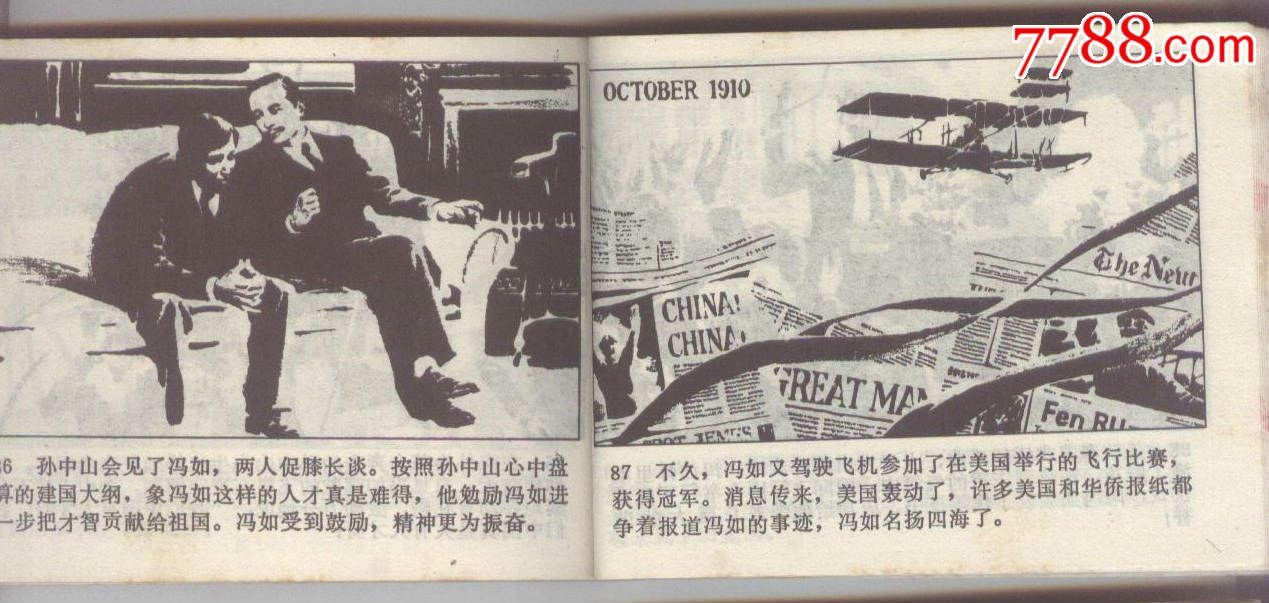 7788.com
36 孙中山会见了冯如，两人促膝长谈。按照孙中山心中盘
算的建国大纲，象冯如这样的人才真是难得，他勉励冯如进
一步把才智贡献给祖国。冯如受到鼓励，精神更为振奋。
OCTOBER 1910
The New
CHINA!
CHINA!
GREAT MAN
Fen Ru
87 不久，冯如又驾驶飞机参加了在美国举行的飞行比赛，
获得冠军。消息传来，美国轰动了，许多美国和华侨报纸都
争着报道冯如的事迹，冯如名扬四海了。